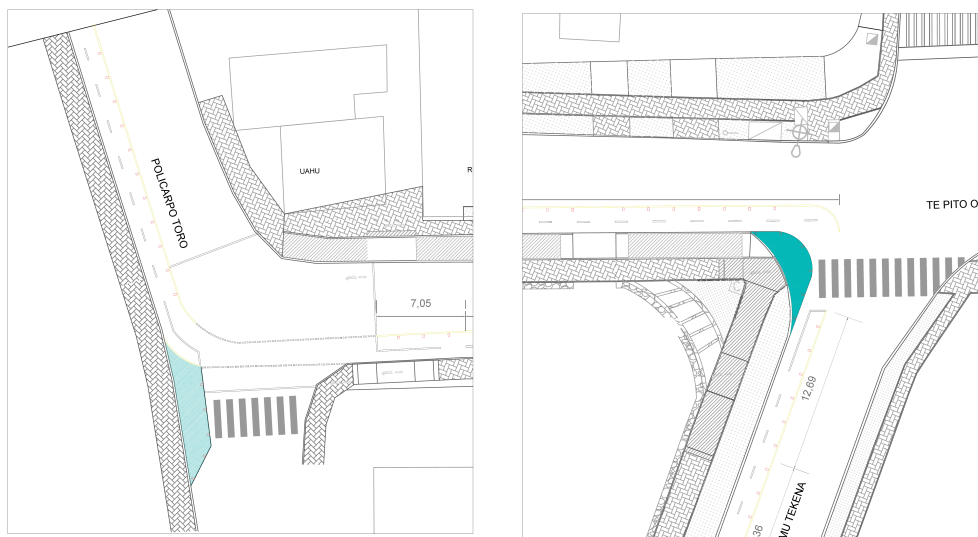 POLICARPO TORO
UAHU
R
7,05
TE PITO O
12,69
MU TEKENA
36